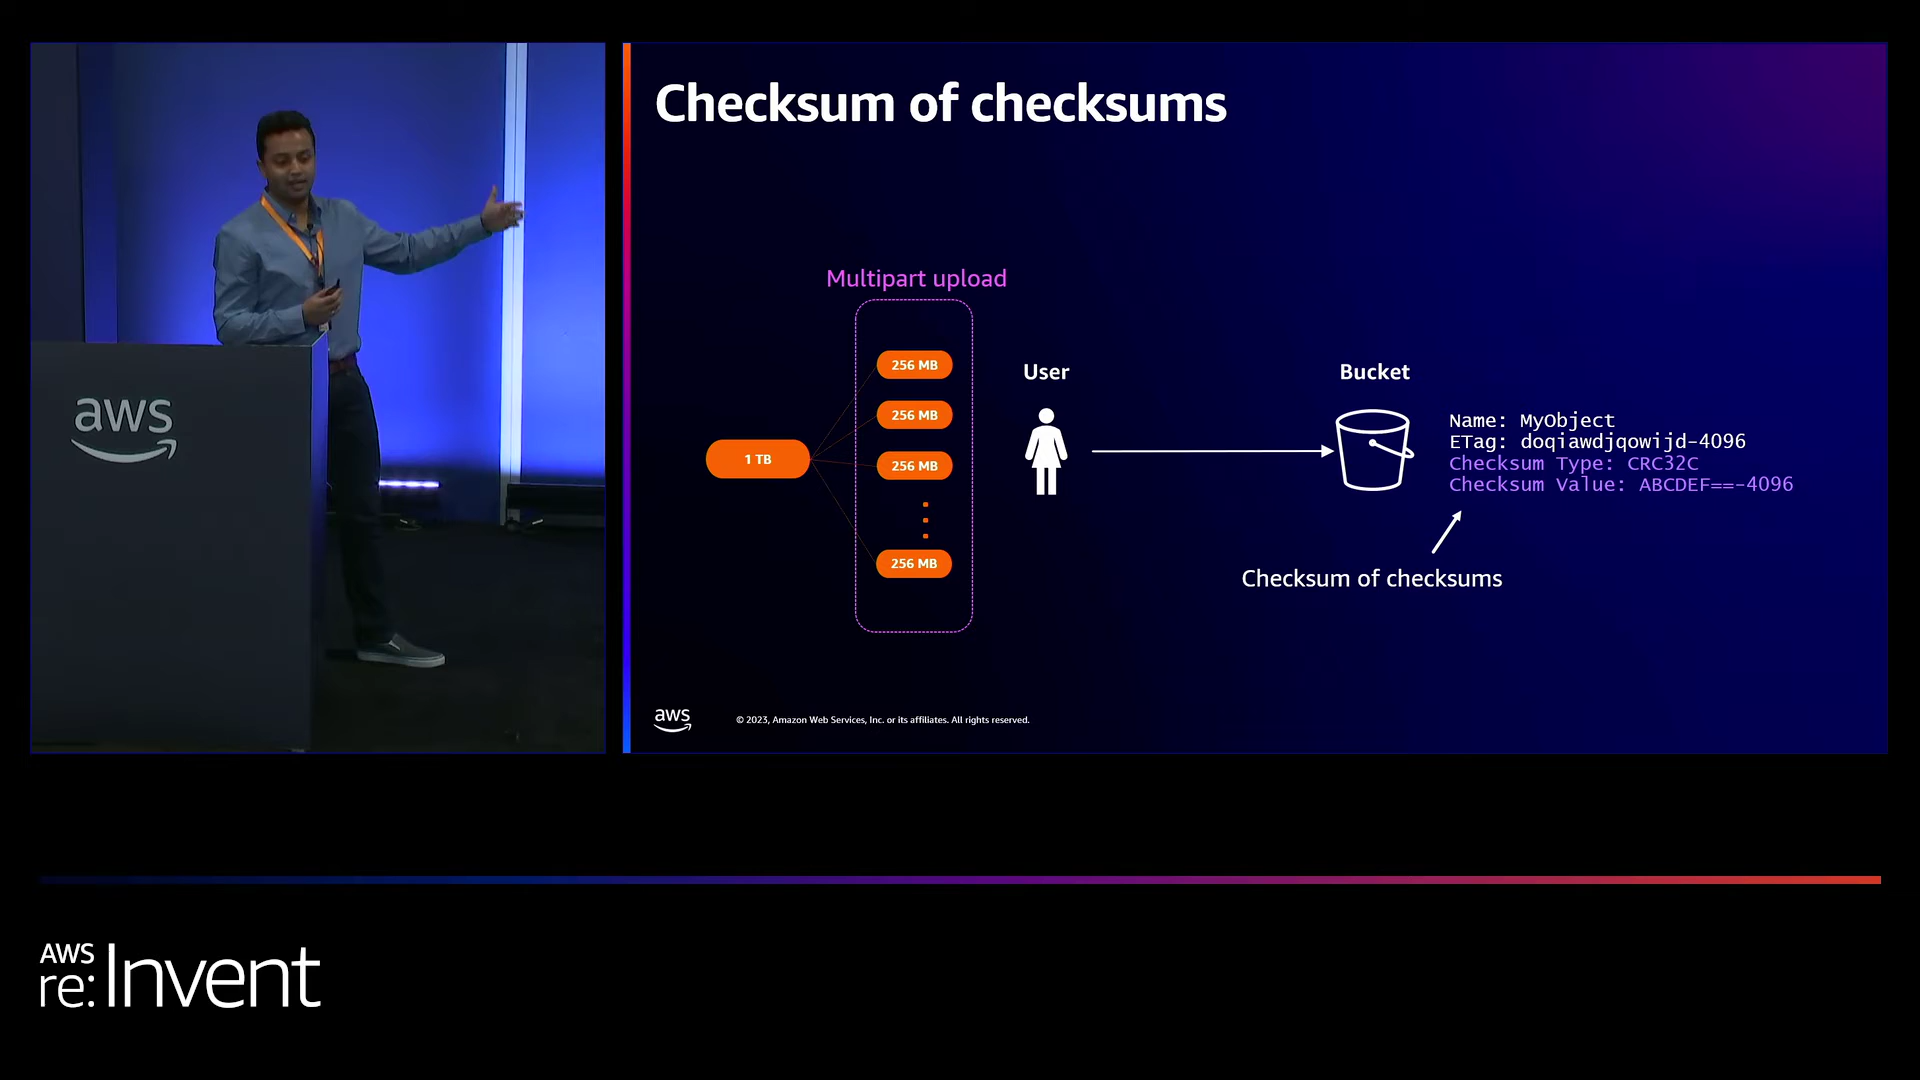 aws
Checksum of checksums
Multipart upload
256 MB
256 MB
256 MB
256 MB
1 TB
User
Bucket
Name: MyObject
ETag: doqiawdjqowijd-4096
Checksum Type: CRC32C
Checksum Value: ABCDEF==-4096
Checksum of checksums
aws
© 2023, Amazon Web Services, Inc. or its affiliates. All rights reserved.
AWS
re:Invent